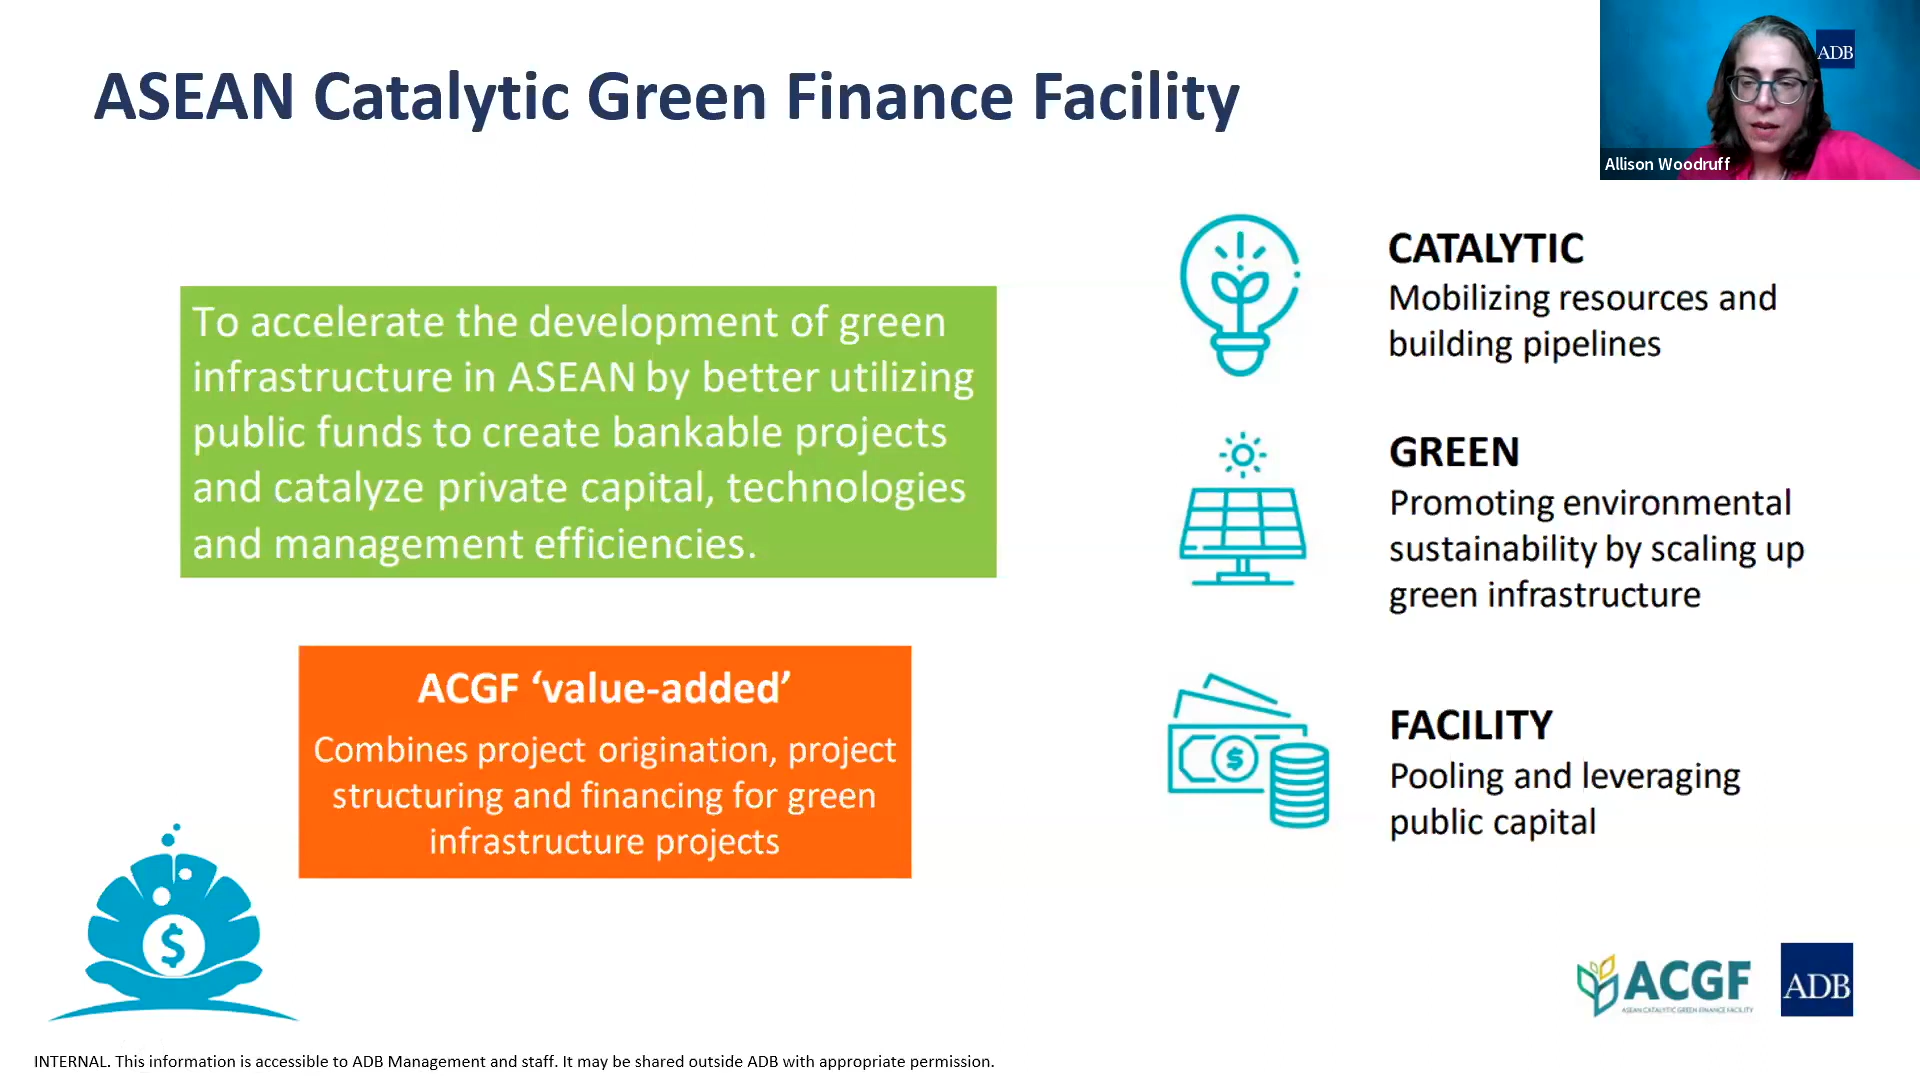 ASEAN Catalytic Green Finance Facility
ADB
Allison Woodruff
To accelerate the development of green
infrastructure in ASEAN by better utilizing
public funds to create bankable projects
and catalyze private capital, technologies
and management efficiencies.
ACGF ‘value-added’
Combines project origination, project
structuring and financing for green
infrastructure projects
$
CATALYTIC
Mobilizing resources and
building pipelines
GREEN
Promoting environmental
sustainability by scaling up
green infrastructure
$
FACILITY
Pooling and leveraging
public capital
ACGF
ASEAN CATALYTIC GREEN FINANCE FACILITY
ADB
INTERNAL. This information is accessible to ADB Management and staff. It may be shared outside ADB with appropriate permission.